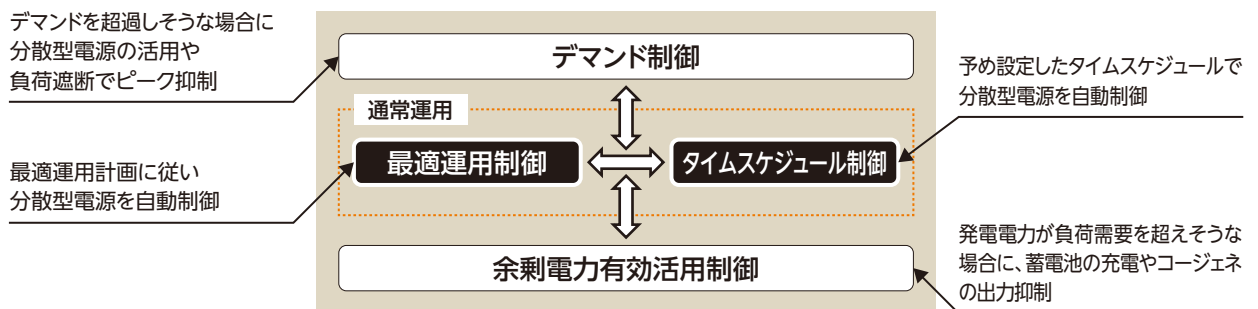 デマンドを超過しそうな場合に
分散型電源の活用や
負荷遮断でピーク抑制
デマンド制御
予め設定したタイムスケジュールで
分散型電源を自動制御
通常運用
最適運用制御
タイムスケジュール制御
最適運用計画に従い
分散型電源を自動制御
余剰電力有効活用制御
発電電力が負荷需要を超えそうな
場合に、蓄電池の充電やコージェネ
の出力抑制